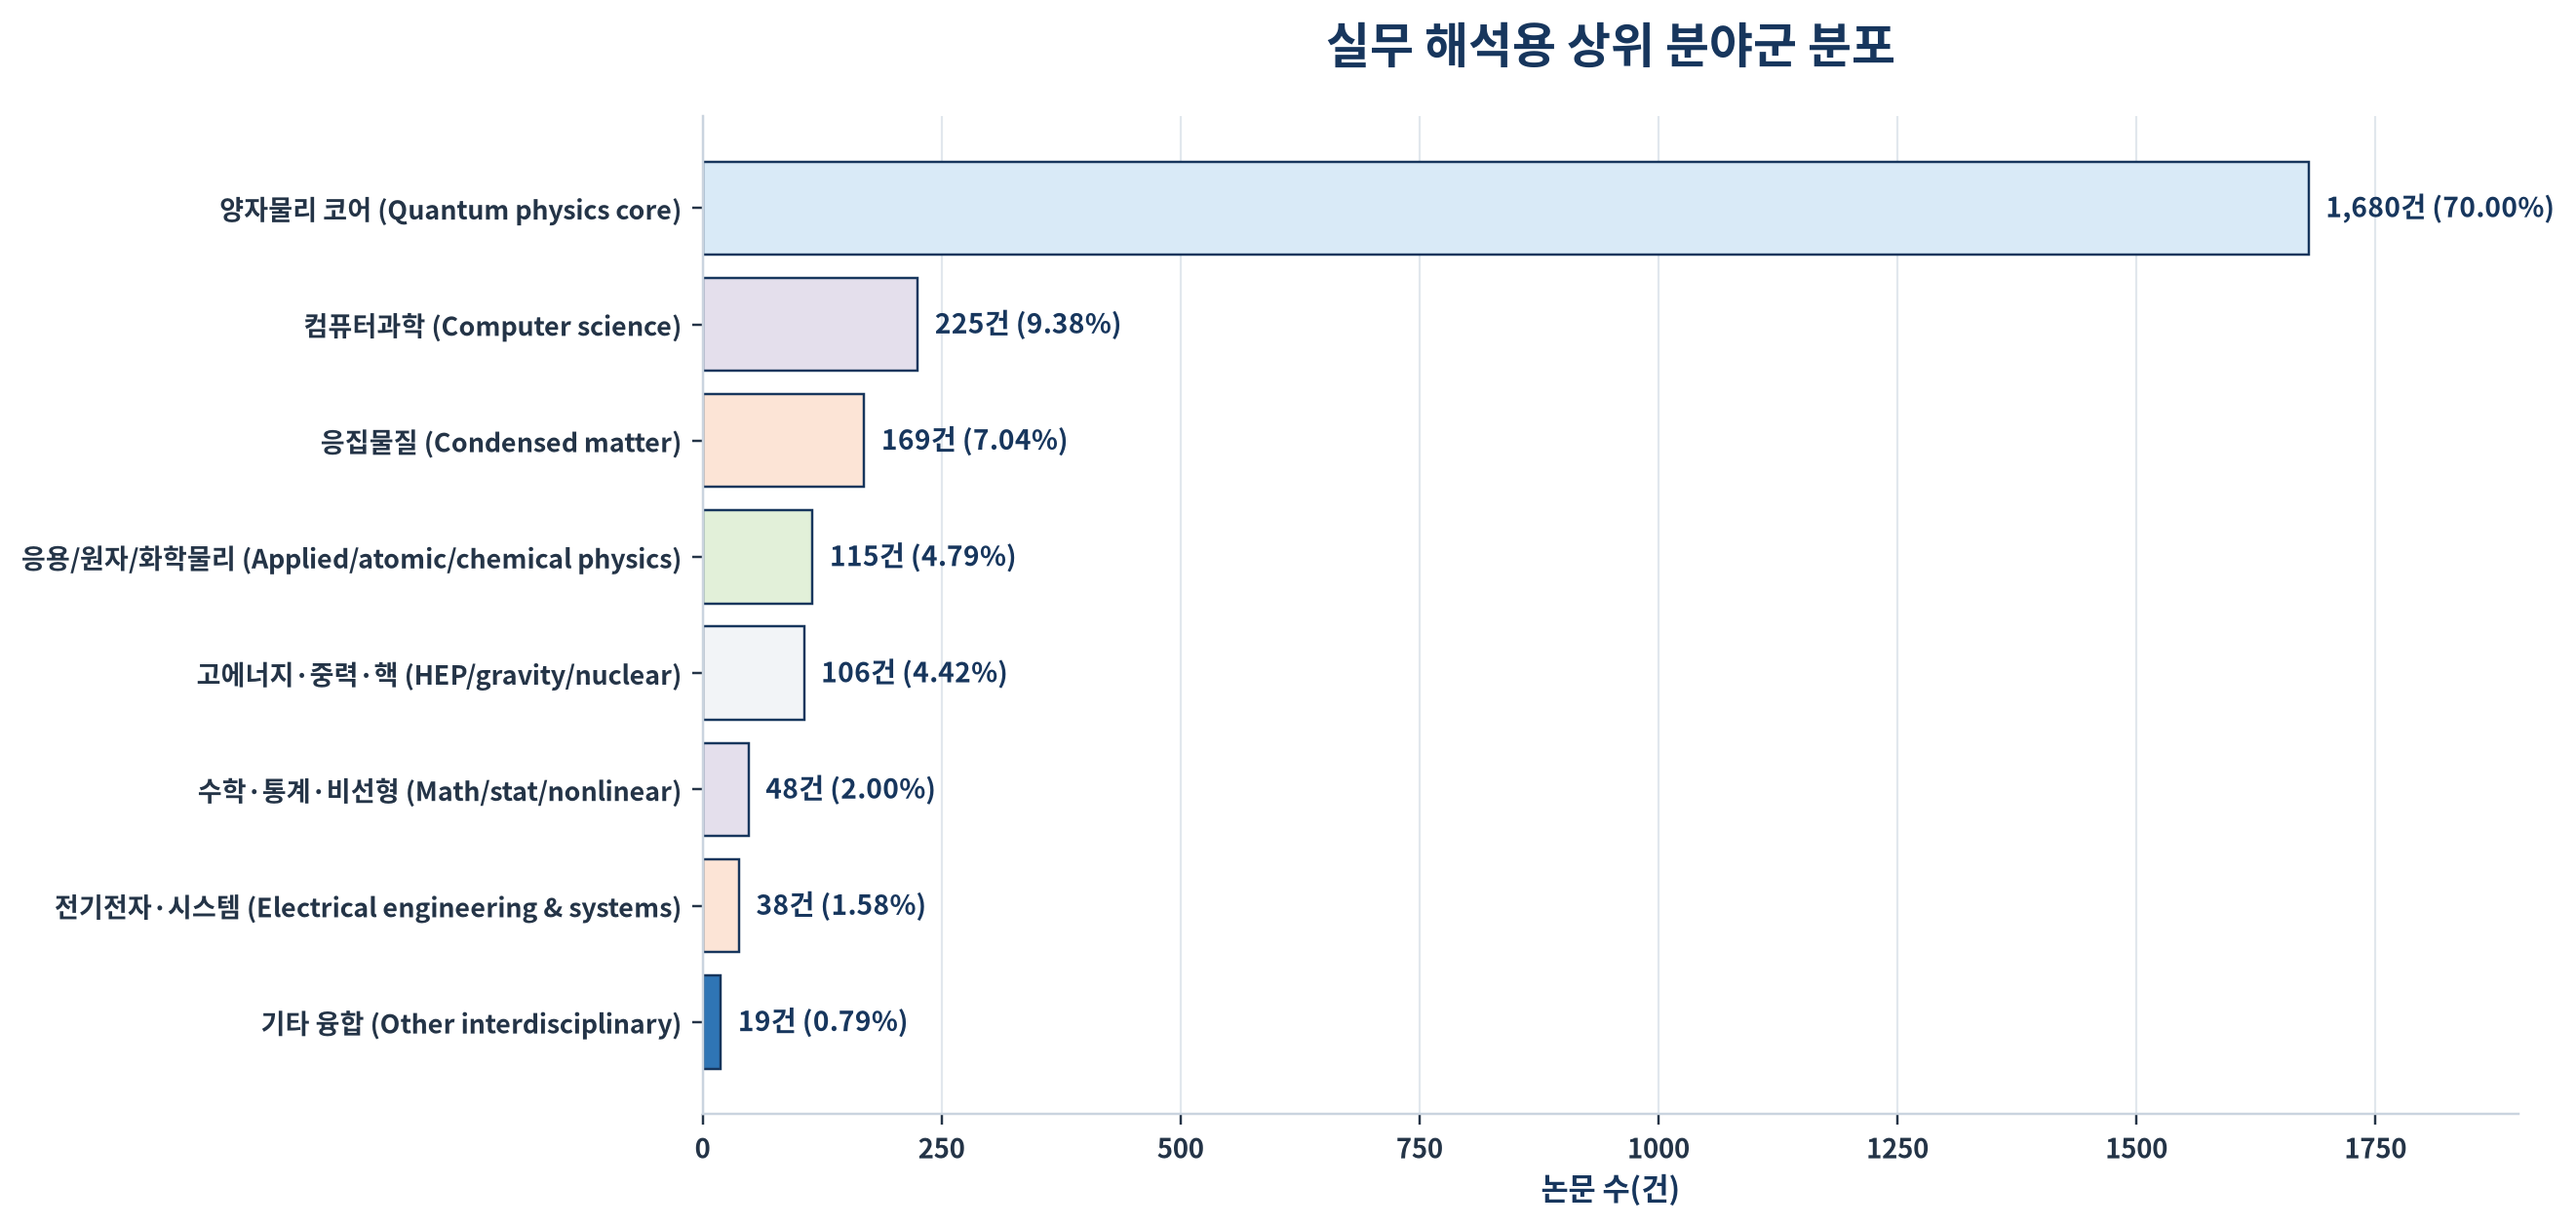 실무 해석용 상위 분야군 분포
양자물리 코어 (Quantum physics core)
1,680건 (70.00%)
컴퓨터과학 (Computer science)
225건 (9.38%)
응집물질 (Condensed matter)
169건 (7.04%)
응용/원자/화학물리 (Applied/atomic/chemical physics)
115건 (4.79%)
고에너지·중력·핵 (HEP/gravity/nuclear)
106건 (4.42%)
수학·통계·비선형 (Math/stat/nonlinear)
48건 (2.00%)
전기전자·시스템 (Electrical engineering & systems)
38건 (1.58%)
기타 융합 (Other interdisciplinary)
19건 (0.79%)
0 250 500 750 1000 1250 1500 1750
논문 수(건)